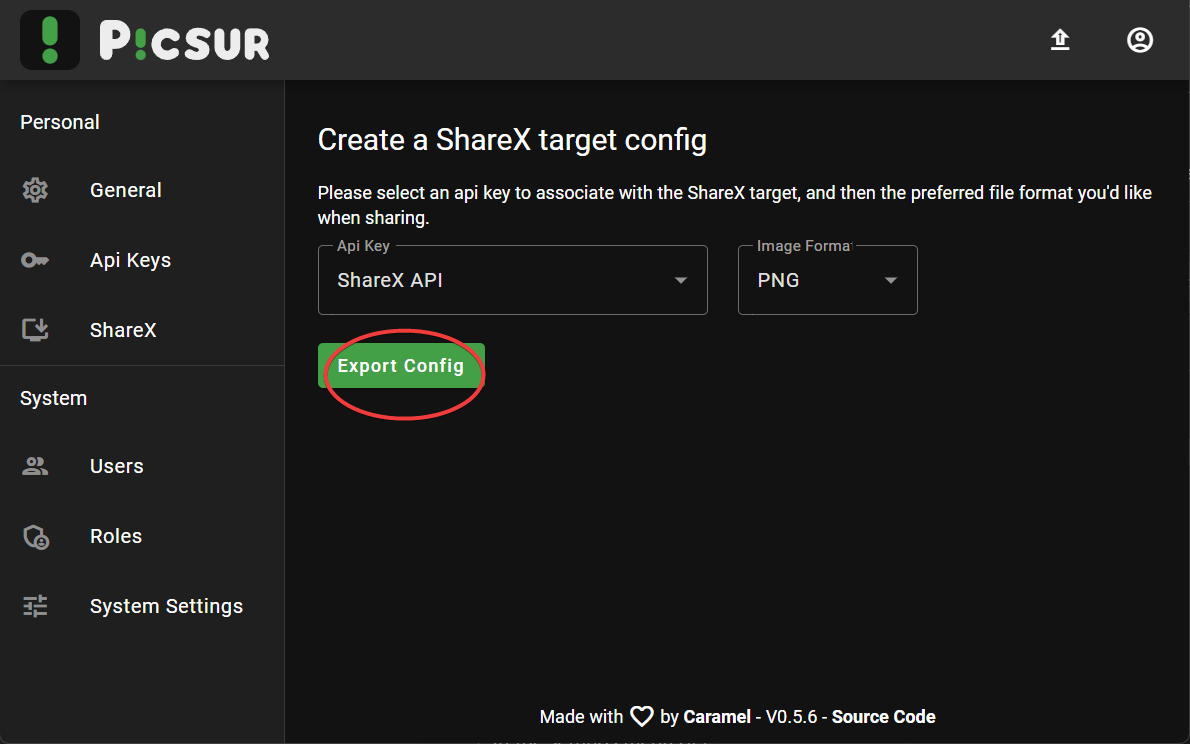 P!CSUR
Personal
General
Api Keys
ShareX
System
Users
Roles
System Settings
Create a ShareX target config
Please select an api key to associate with the ShareX target, and then the preferred file format you'd like
when sharing.
Api Key
ShareX API
Image Format
PNG
Export Config
Made with by Caramel - V0.5.6 - Source Code